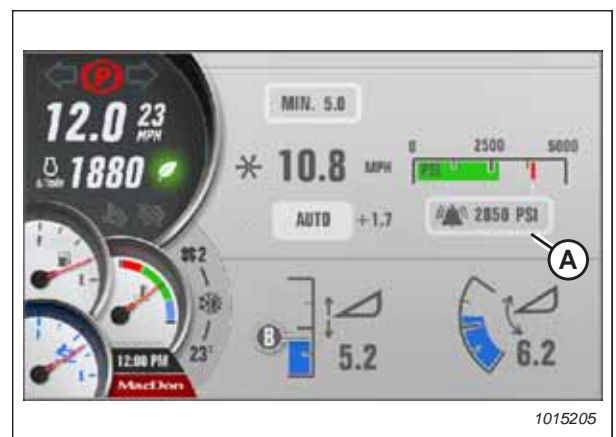 P
12.0 23
MPH
1880
MIN. 5.0
10.8 MPH
AUTO +1.7
0 2500 5000
PSI
2850 PSI
A
F
E
F
E
2
23°
12:00 PM
MacDon
B
5.2
6.2
1015205